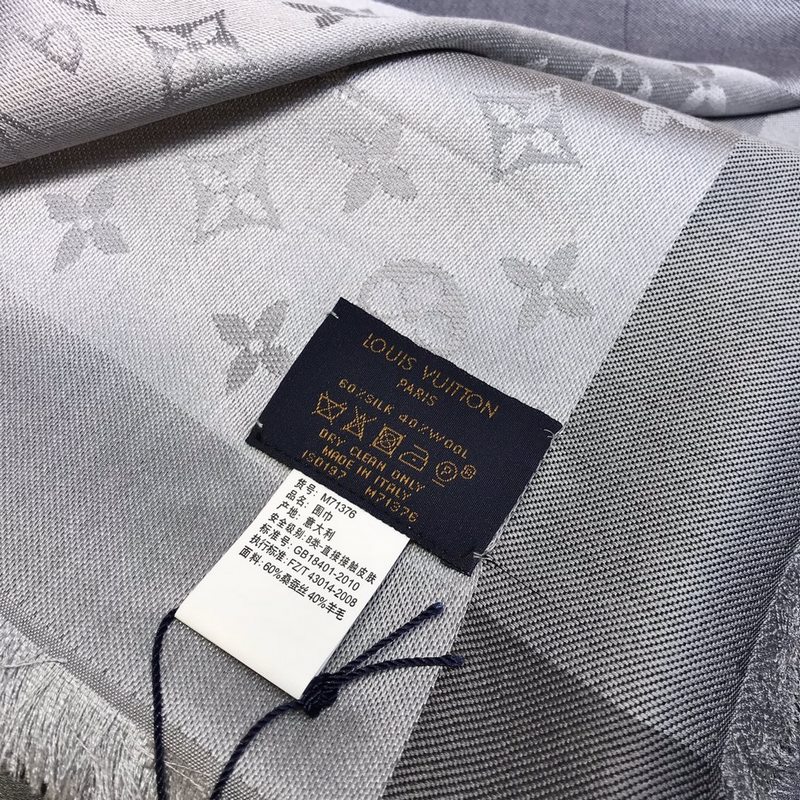 LOUIS VUITTON
PARIS
60%SILK 40%WOOL
DRY CLEAN ONLY
MADE IN ITALY
IS0197 M71376
货号: M71376
品名: 围巾
产地: 意大利
安全级别: B类-直接接触皮肤
标准号: GB18401-2010
执行标准: FZ/T 43014-2008
面料: 60%桑蚕丝 40%羊毛